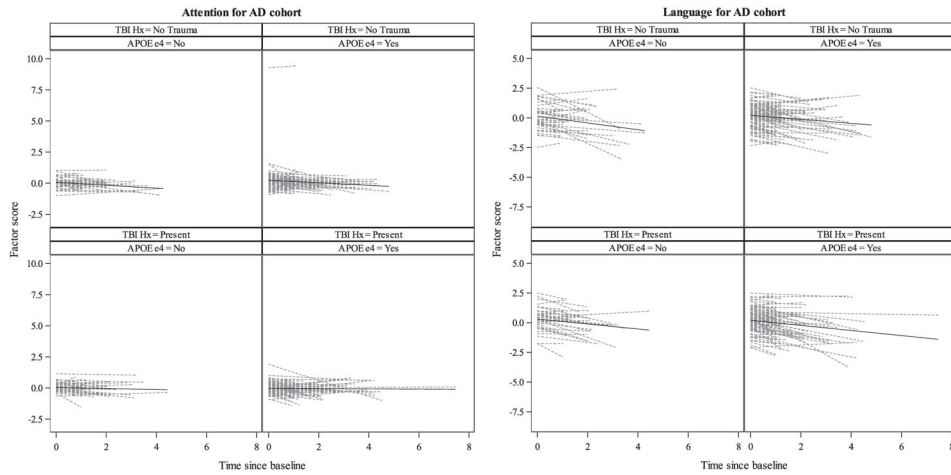 Attention for AD cohort
TBI Hx = No Trauma
TBI Hx = No Trauma
APOE e4 = No
APOE e4 = Yes
10.0
7.5
5.0
2.5
0.0
-2.5
TBI Hx = Present
TBI Hx = Present
APOE e4 = No
APOE e4 = Yes
10.0
7.5
5.0
2.5
0.0
-2.5
Factor score
0 2 4 6 8 0 2 4 6 8
Time since baseline
Language for AD cohort
TBI Hx = No Trauma
TBI Hx = No Trauma
APOE e4 = No
APOE e4 = Yes
5.0
2.5
0.0
-2.5
-5.0
-7.5
TBI Hx = Present
TBI Hx = Present
APOE e4 = No
APOE e4 = Yes
5.0
2.5
0.0
-2.5
-5.0
-7.5
Factor score
0 2 4 6 8 0 2 4 6 8
Time since baseline